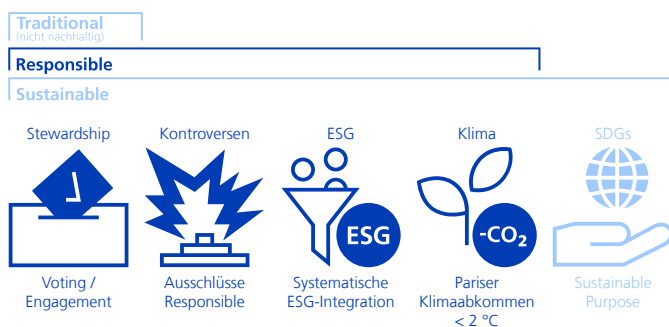 Traditional
(nicht nachhaltig)
Responsible
Sustainable
Stewardship
Kontroversen
ESG
Klima
SDGs
ESG
-CO₂
Voting /
Engagement
Ausschlüsse
Responsible
Systematische
ESG-Integration
Pariser
Klimaabkommen
< 2 °C
Sustainable
Purpose